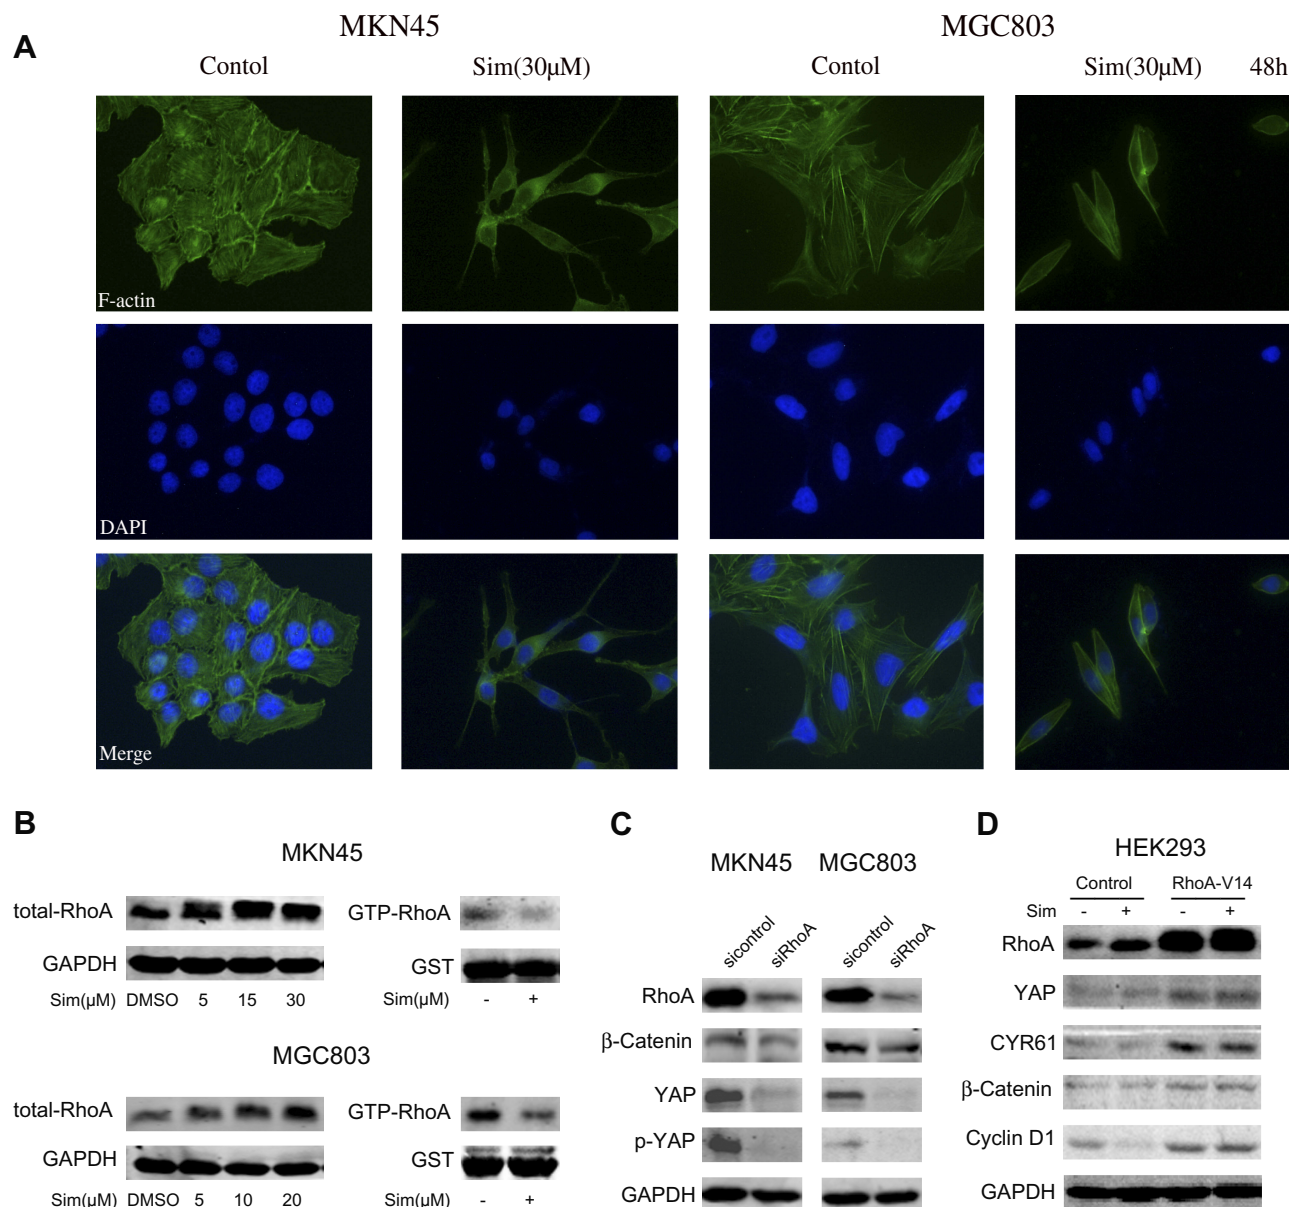 A
MKN45
MGC803
Contol
Sim(30μM)
Contol
Sim(30μM)
48h
F-actin
DAPI
Merge
B
MKN45
total-RhoA
GAPDH
Sim(μM) DMSO 5 15 30
GTP-RhoA
GST
Sim(μM) - +
MGC803
total-RhoA
GAPDH
Sim(μM) DMSO 5 10 20
GTP-RhoA
GST
Sim(μM) - +
C
MKN45 MGC803
sicontrol siRhoA sicontrol siRhoA
RhoA
β-Catenin
YAP
p-YAP
GAPDH
D
HEK293
Control RhoA-V14
Sim - + - +
RhoA
YAP
CYR61
β-Catenin
Cyclin D1
GAPDH